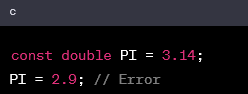 c
const double PI = 3.14;
PI = 2.9; // Error